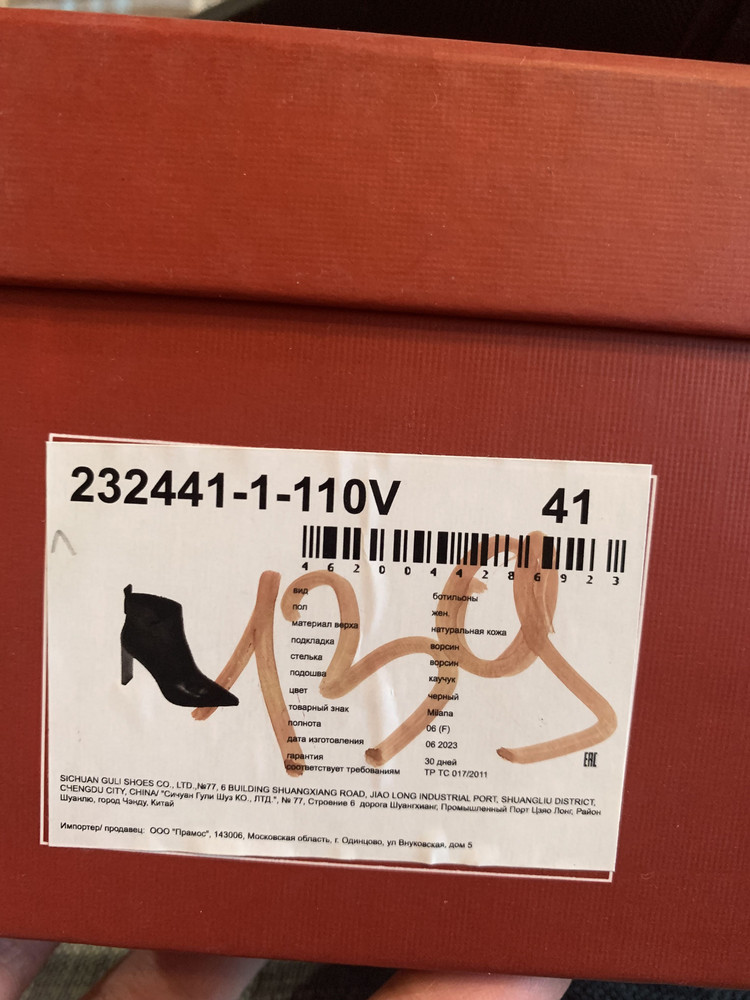 232441-1-110V 41
4620044286923
вид ботильоны
пол жен.
материал верха натуральная кожа
подкладка ворсин
стелька ворсин
подошва каучук
цвет черный
товарный знак Milana
полнота 06 (F)
дата изготовления 06 2023
гарантия 30 дней
соответствует требованиям ТР ТС 017/2011
EAC
SICHUAN GULI SHOES CO., LTD.,№77, 6 BUILDING SHUANGXIANG ROAD, JIAO LONG INDUSTRIAL PORT, SHUANGLIU DISTRICT,
CHENGDU CITY, CHINA/ "Сичуан Гули Шуз КО., ЛТД.", № 77, Строение 6 дорога Шуангхианг, Промышленный Порт Цзяо Лонг, Район
Шуанлю, город Чэнду, Китай
Импортер/ продавец: ООО "Прамос", 143006, Московская область, г. Одинцово, ул Внуковская, дом 5